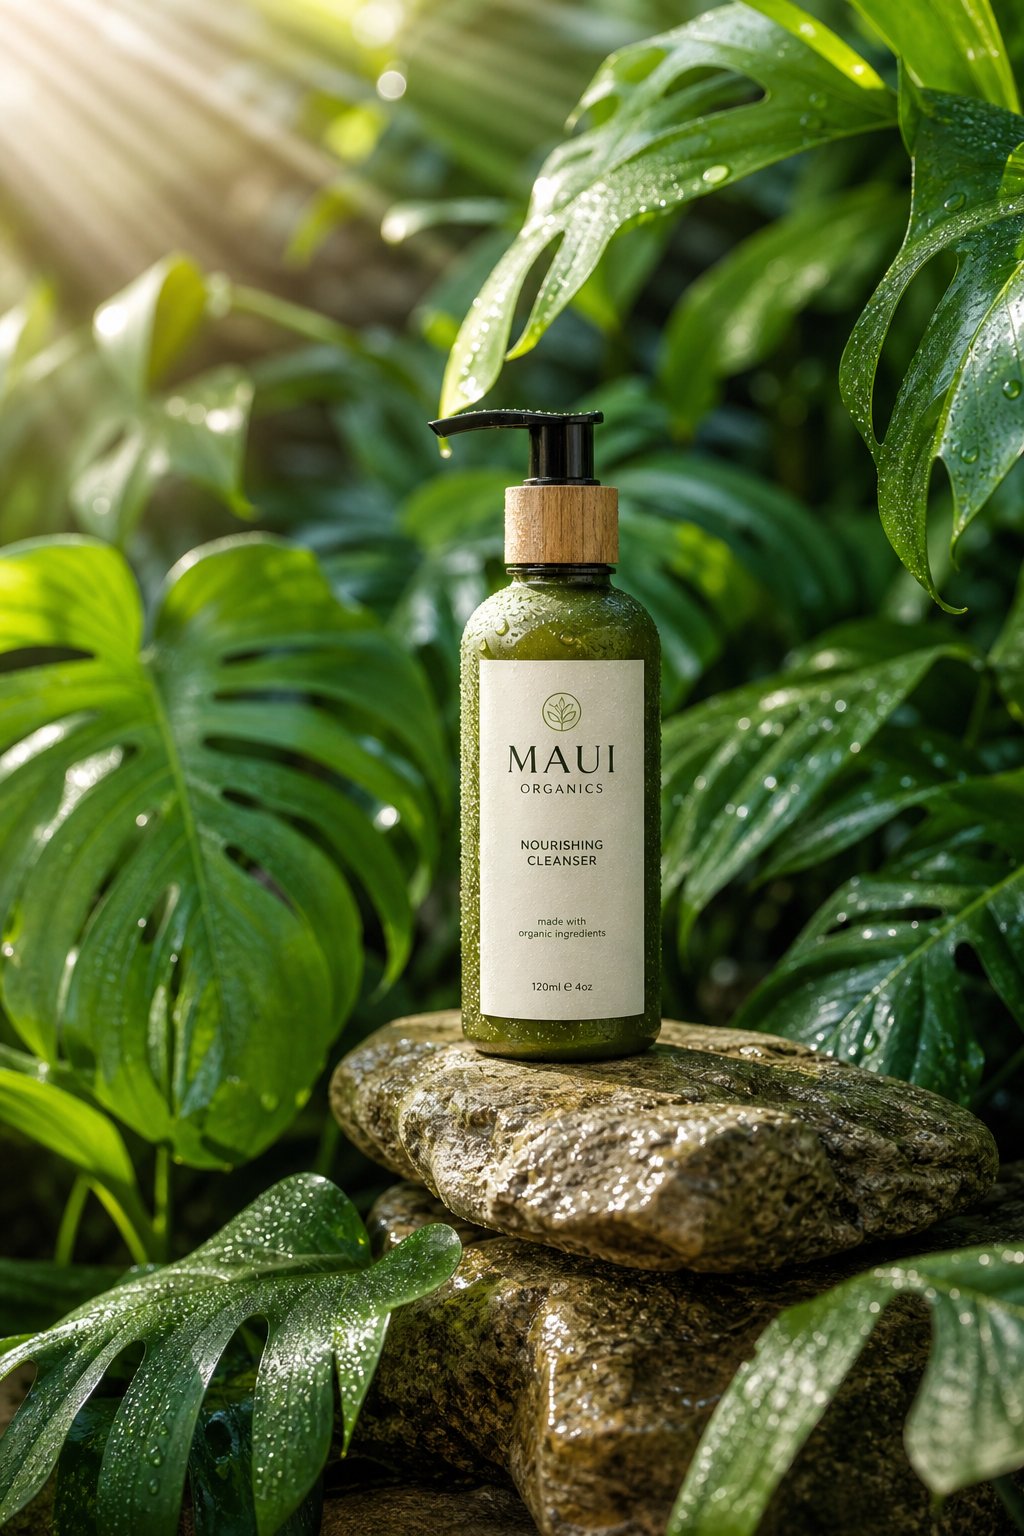 MAUI
ORGANICS
NOURISHING
CLEANSER
made with
organic ingredients
120ml ℮ 4oz